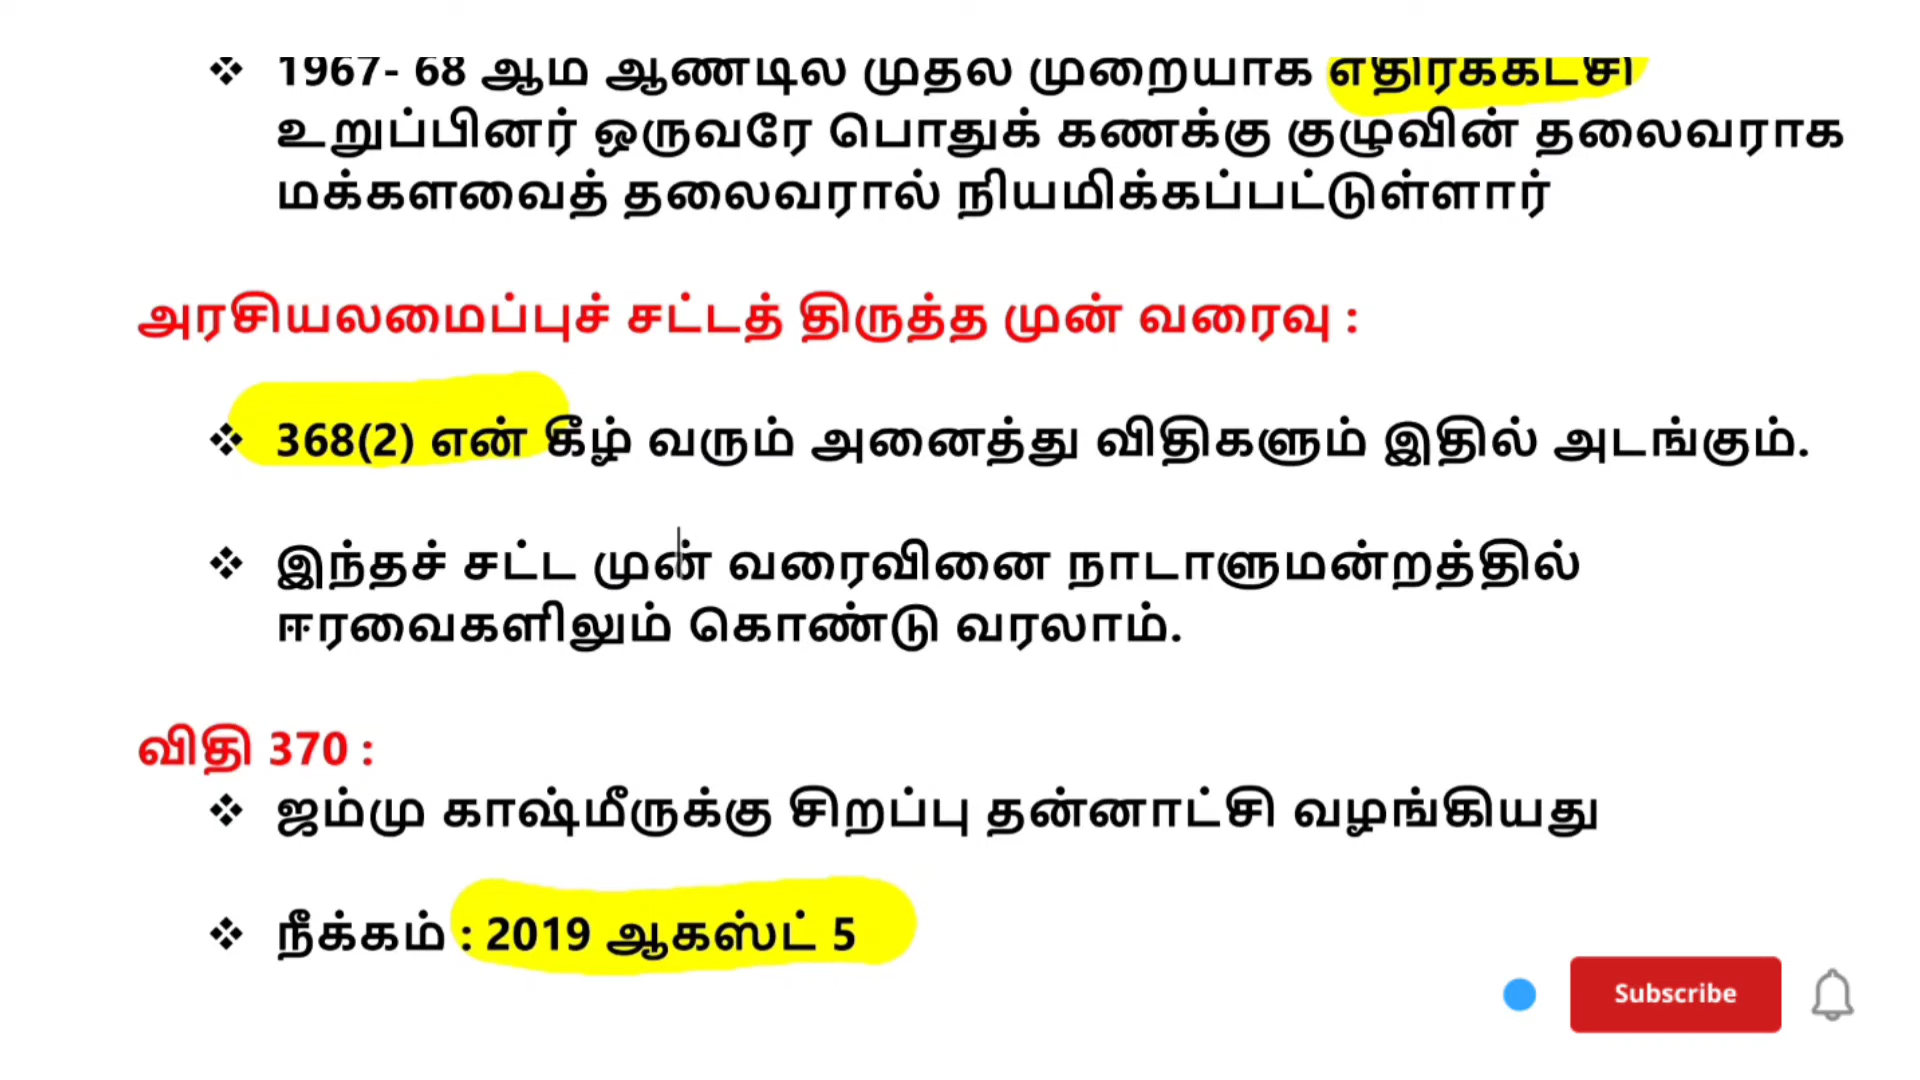 ❖ 1967- 68 ஆம் ஆண்டில் முதல் முறையாக எதிர்க்கட்சி
உறுப்பினர் ஒருவரே பொதுக் கணக்கு குழுவின் தலைவராக
மக்களவைத் தலைவரால் நியமிக்கப்பட்டுள்ளார்
அரசியலமைப்புச் சட்டத் திருத்த முன் வரைவு :
❖ 368(2) என் கீழ் வரும் அனைத்து விதிகளும் இதில் அடங்கும்.
❖ இந்தச் சட்ட முன் வரைவினை நாடாளுமன்றத்தில்
ஈரவைகளிலும் கொண்டு வரலாம்.
விதி 370 :
❖ ஜம்மு காஷ்மீருக்கு சிறப்பு தன்னாட்சி வழங்கியது
❖ நீக்கம் : 2019 ஆகஸ்ட் 5
Subscribe